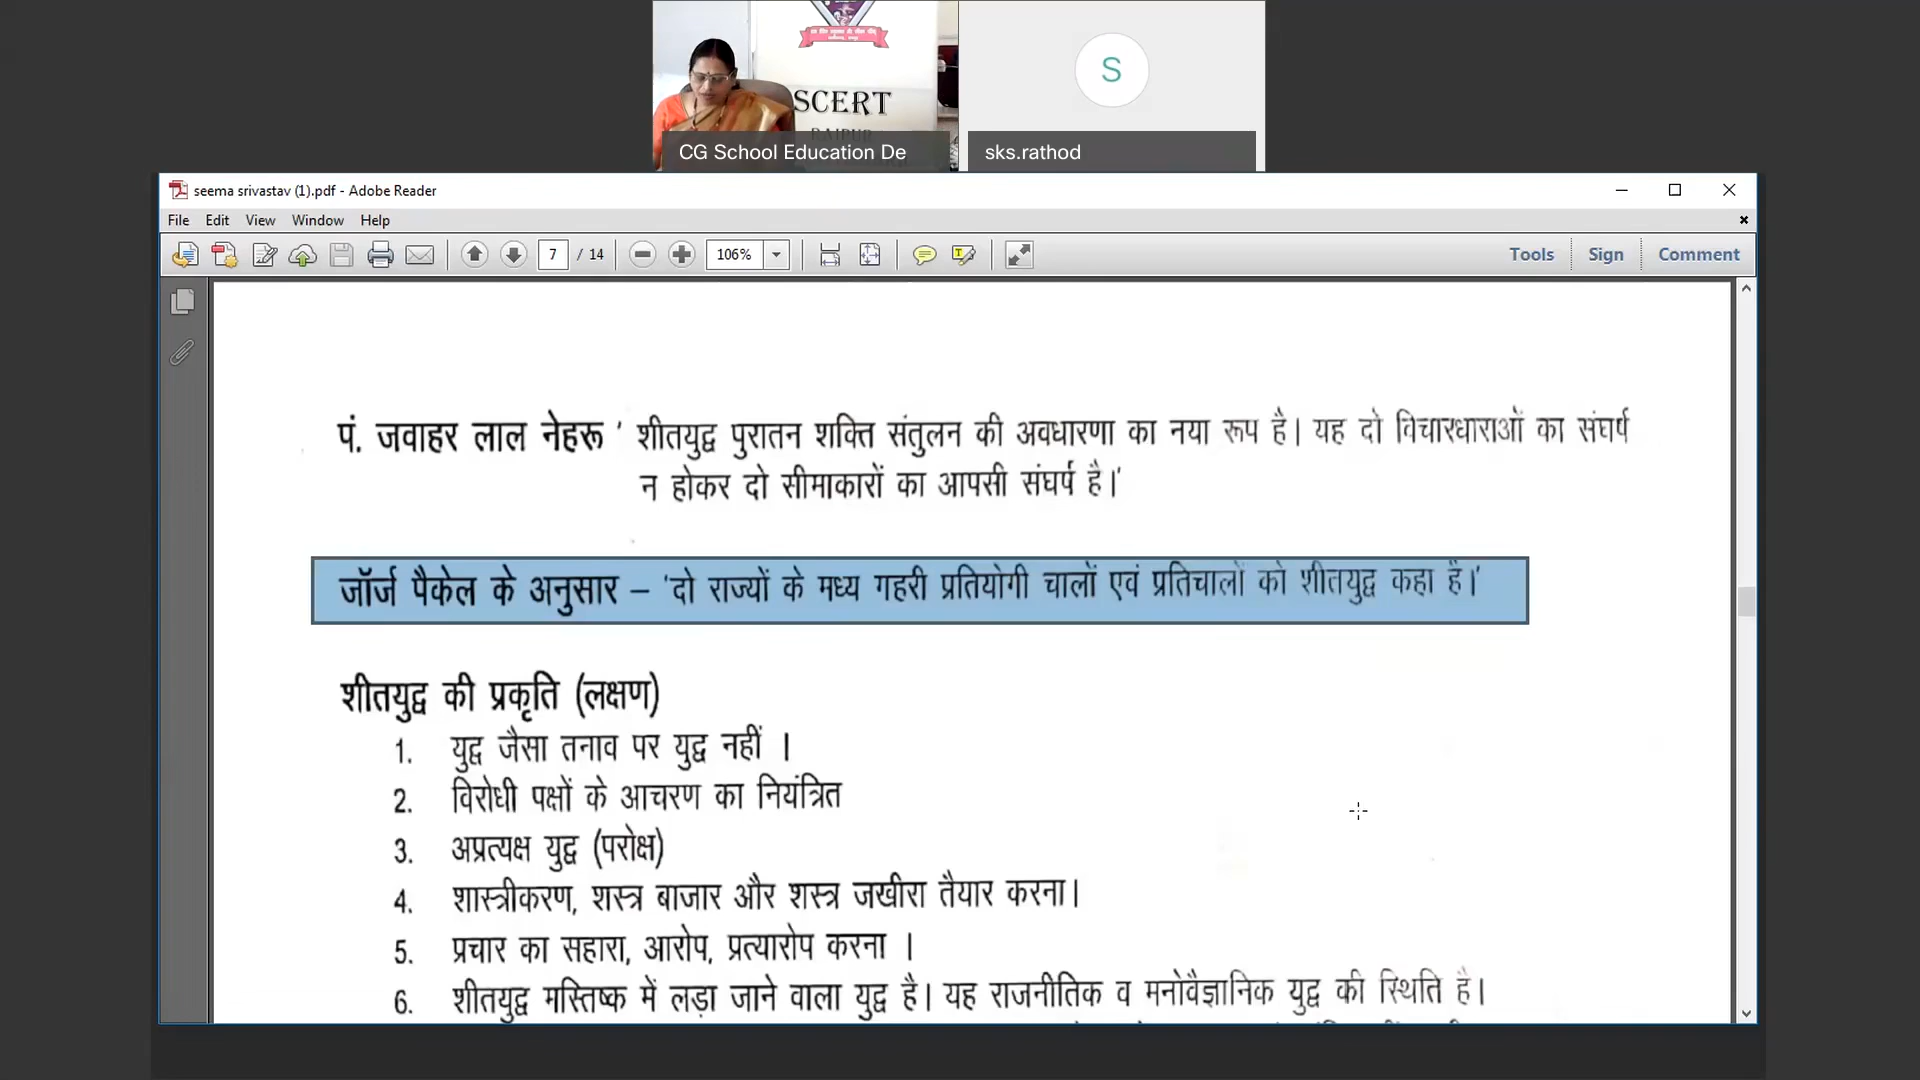 SCERT
RAIPUR
CG School Education De
S
sks.rathod
seema srivastav (1).pdf - Adobe Reader
File Edit View Window Help
7 / 14 106% Tools Sign Comment
पं. जवाहर लाल नेहरू ' शीतयुद्व पुरातन शक्ति संतुलन की अवधारणा का नया रूप है। यह दो विचारधाराओं का संघर्ष
न होकर दो सीमाकारों का आपसी संघर्ष है।'
जॉर्ज पैकेल के अनुसार – 'दो राज्यों के मध्य गहरी प्रतियोगी चालों एवं प्रतिचालों को शीतयुद्व कहा है।'
शीतयुद्व की प्रकृति (लक्षण)
1. युद्व जैसा तनाव पर युद्व नहीं ।
2. विरोधी पक्षों के आचरण का नियंत्रित
3. अप्रत्यक्ष युद्व (परोक्ष)
4. शास्त्रीकरण, शस्त्र बाजार और शस्त्र जखीरा तैयार करना।
5. प्रचार का सहारा, आरोप, प्रत्यारोप करना ।
6. शीतयुद्व मस्तिष्क में लड़ा जाने वाला युद्व है। यह राजनीतिक व मनोवैज्ञानिक युद्व की स्थिति है।